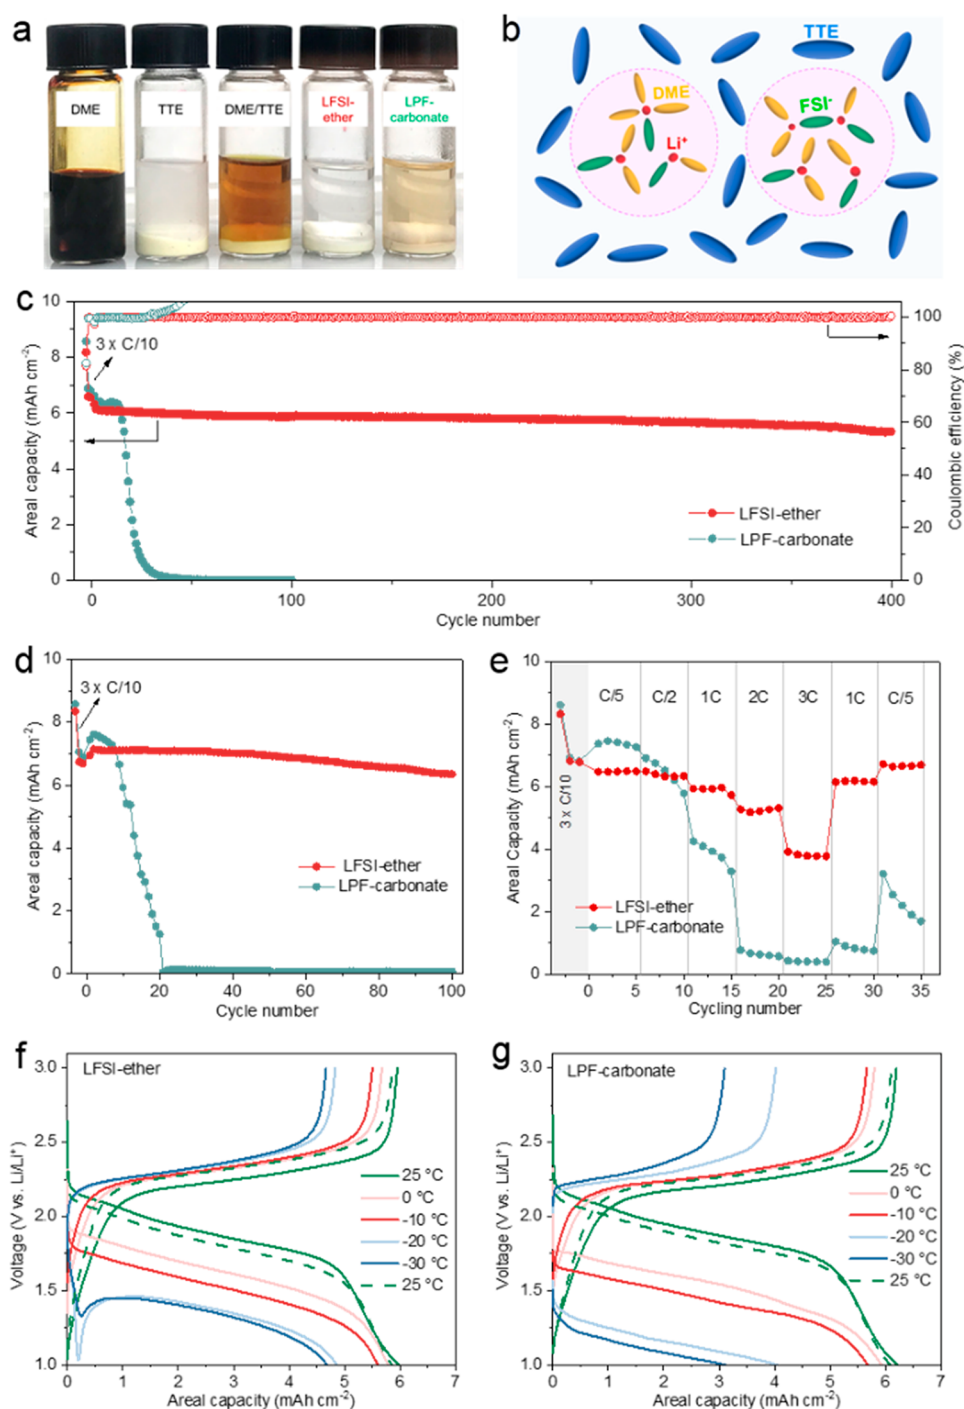 a
DME
TTE
DME/TTE
LFSI-
ether
LPF-
carbonate
b
TTE
DME
FSI⁻
Li⁺
c
10
8
6
4
2
0
Areal capacity (mAh cm⁻²)
3 x C/10
100
80
60
40
20
0
Coulombic efficiency (%)
LFSI-ether
LPF-carbonate
0 100 200 300 400
Cycle number
d
10
8
6
4
2
0
Areal capacity (mAh cm⁻²)
3 x C/10
LFSI-ether
LPF-carbonate
0 20 40 60 80 100
Cycle number
e
10
8
6
4
2
0
Areal Capacity (mAh cm⁻²)
3 x C/10
C/5 C/2 1C 2C 3C 1C C/5
LFSI-ether
LPF-carbonate
0 5 10 15 20 25 30 35
Cycling number
f
LFSI-ether
3.0
2.5
2.0
1.5
1.0
Voltage (V vs. Li/Li⁺)
25 °C
0 °C
-10 °C
-20 °C
-30 °C
25 °C
0 1 2 3 4 5 6 7
Areal capacity (mAh cm⁻²)
g
LPF-carbonate
3.0
2.5
2.0
1.5
1.0
Voltage (V vs. Li/Li⁺)
25 °C
0 °C
-10 °C
-20 °C
-30 °C
25 °C
0 1 2 3 4 5 6 7
Areal capacity (mAh cm⁻²)